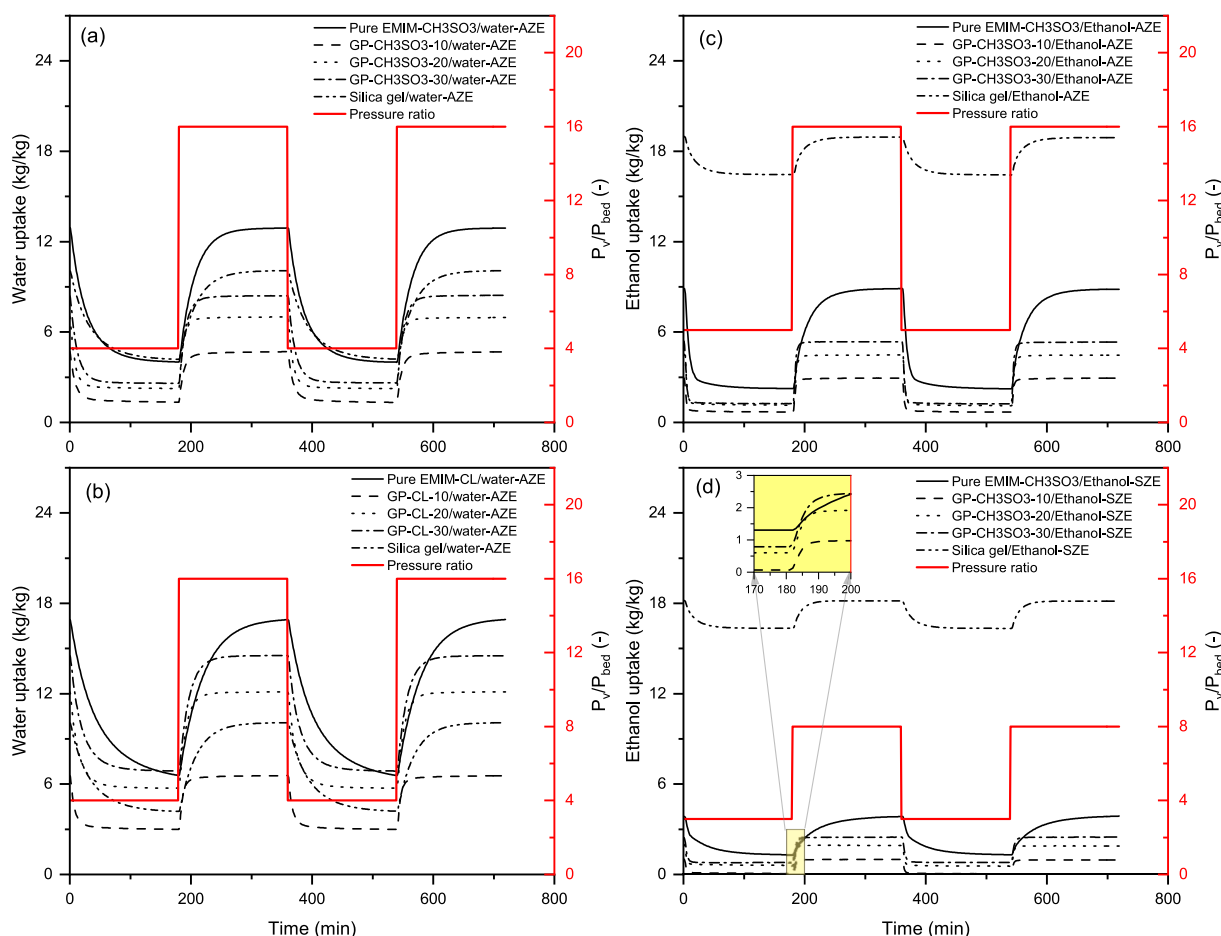 (a)
Pure EMIM-CH3SO3/water-AZE
GP-CH3SO3-10/water-AZE
GP-CH3SO3-20/water-AZE
GP-CH3SO3-30/water-AZE
Silica gel/water-AZE
Pressure ratio
Water uptake (kg/kg)
27
24
18
12
6
0
0
200
400
600
800
20
16
12
8
4
2
0
Pv/Pbed (-)
(c)
Pure EMIM-CH3SO3/Ethanol-AZE
GP-CH3SO3-10/Ethanol-AZE
GP-CH3SO3-20/Ethanol-AZE
GP-CH3SO3-30/Ethanol-AZE
Silica gel/Ethanol-AZE
Pressure ratio
Ethanol uptake (kg/kg)
24
18
12
6
0
0
200
400
600
800
20
16
12
8
4
2
0
Pv/Pbed (-)
(b)
Pure EMIM-CL/water-AZE
GP-CL-10/water-AZE
GP-CL-20/water-AZE
GP-CL-30/water-AZE
Silica gel/water-AZE
Pressure ratio
Water uptake (kg/kg)
24
18
12
6
0
0
200
400
600
800
Time (min)
20
16
12
8
4
2
0
Pv/Pbed (-)
(d)
Pure EMIM-CH3SO3/Ethanol-SZE
GP-CH3SO3-10/Ethanol-SZE
GP-CH3SO3-20/Ethanol-SZE
GP-CH3SO3-30/Ethanol-SZE
Silica gel/Ethanol-SZE
Pressure ratio
3
2
1
0
170
180
190
200
Ethanol uptake (kg/kg)
24
18
12
6
0
0
200
400
600
800
Time (min)
20
16
12
8
4
2
0
Pv/Pbed (-)